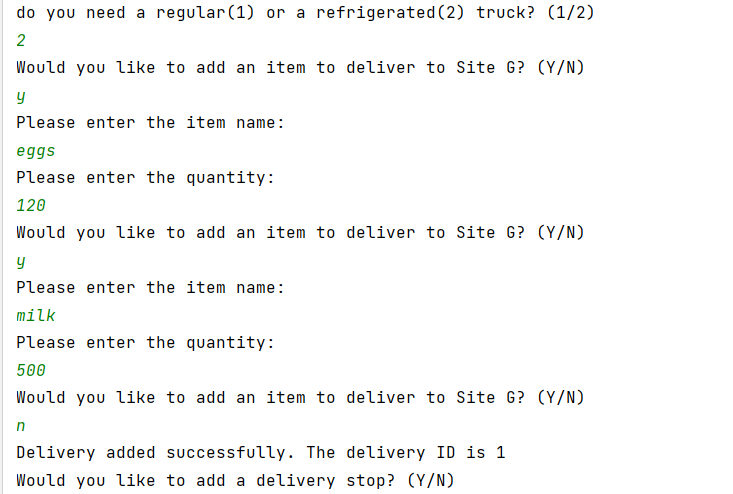 do you need a regular(1) or a refrigerated(2) truck? (1/2)
2
Would you like to add an item to deliver to Site G? (Y/N)
y
Please enter the item name:
eggs
Please enter the quantity:
120
Would you like to add an item to deliver to Site G? (Y/N)
y
Please enter the item name:
milk
Please enter the quantity:
500
Would you like to add an item to deliver to Site G? (Y/N)
n
Delivery added successfully. The delivery ID is 1
Would you like to add a delivery stop? (Y/N)